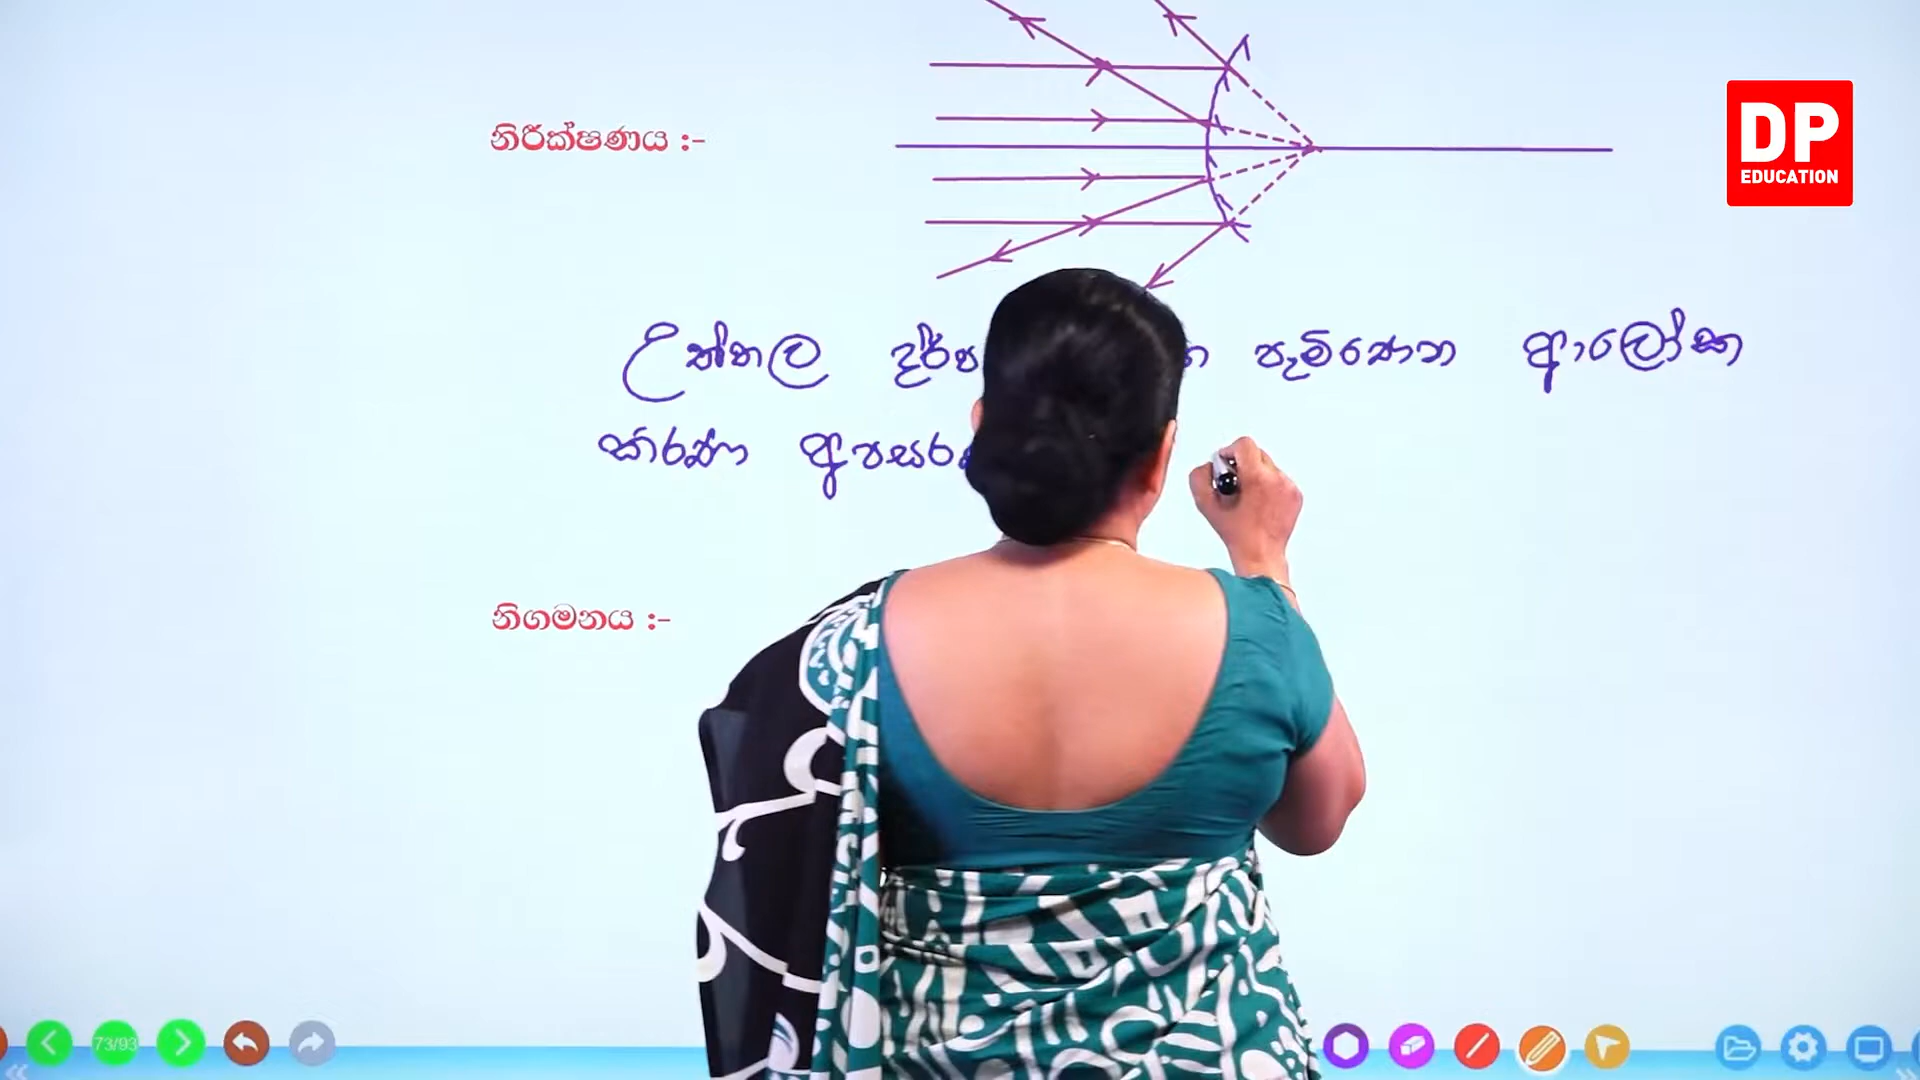 නිරීක්ෂණය :-
DP
EDUCATION
උත්තල පැමිණෙන ආලෝක
කිරණ
නිගමනය :-
73/93